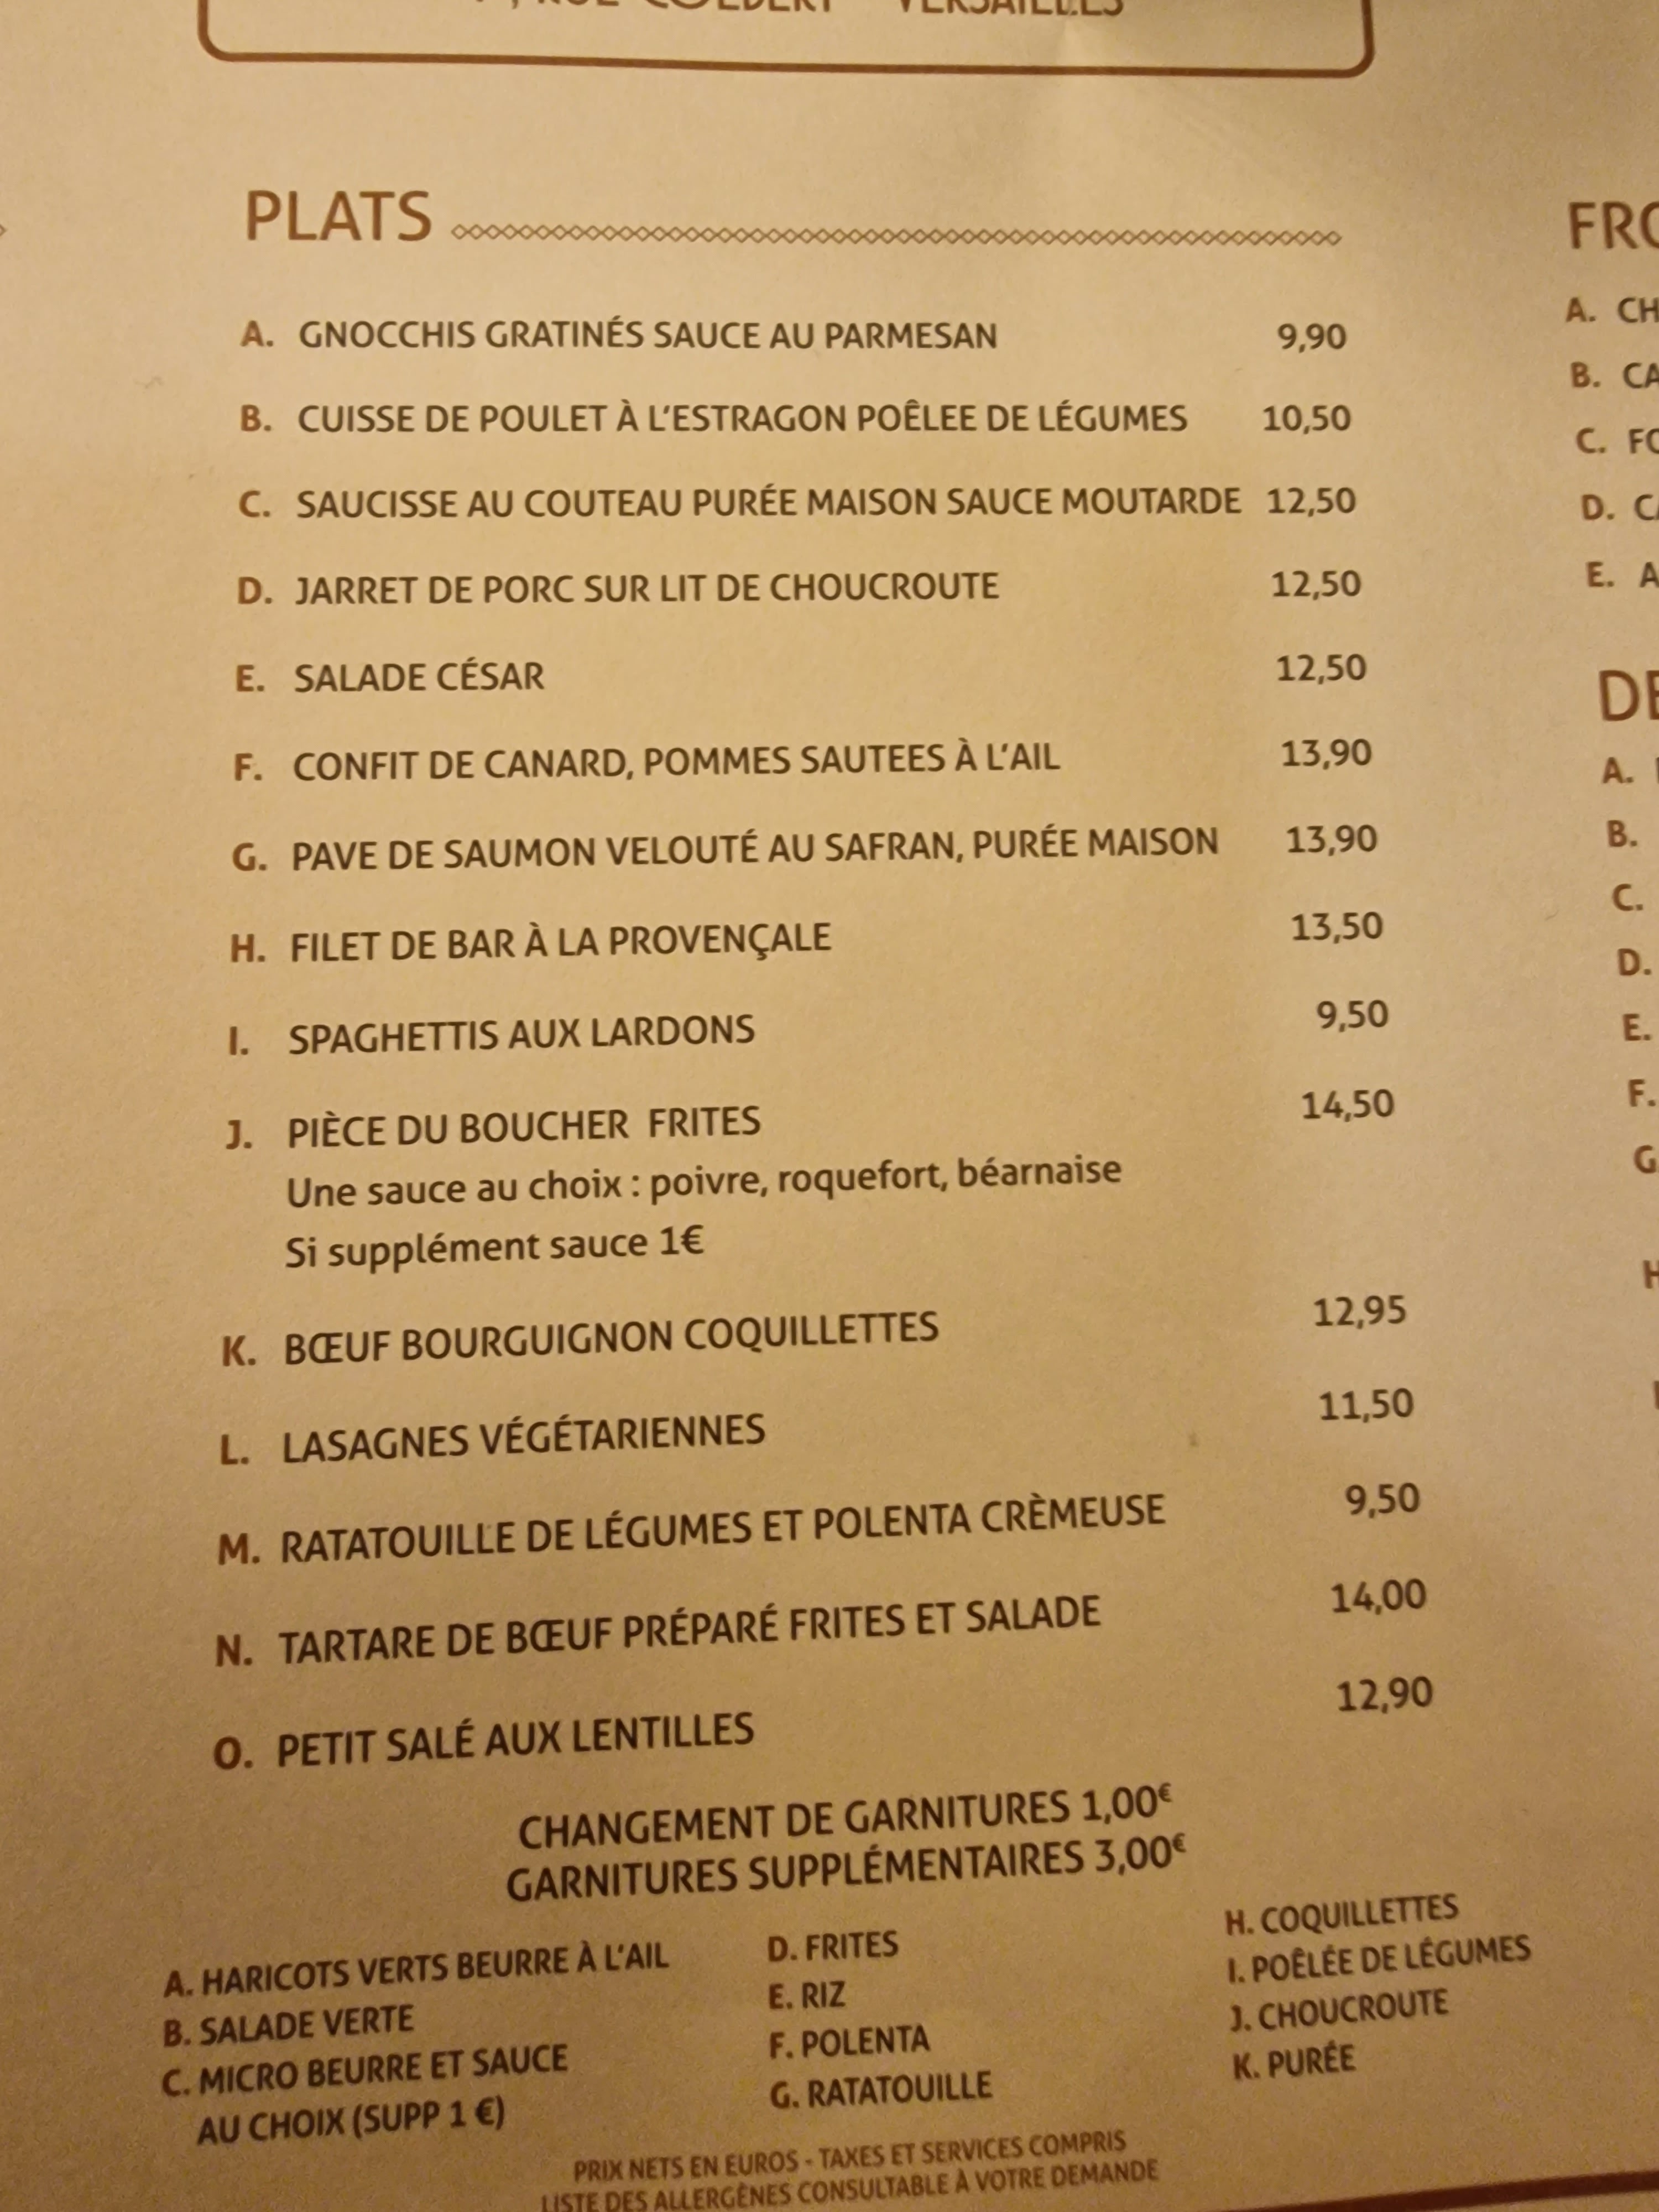 RUE COLBERT VERSAILLES
PLATS
A. GNOCCHIS GRATINÉS SAUCE AU PARMESAN 9,90
B. CUISSE DE POULET À L'ESTRAGON POÊLEE DE LÉGUMES 10,50
C. SAUCISSE AU COUTEAU PURÉE MAISON SAUCE MOUTARDE 12,50
D. JARRET DE PORC SUR LIT DE CHOUCROUTE 12,50
E. SALADE CÉSAR 12,50
F. CONFIT DE CANARD, POMMES SAUTEES À L'AIL 13,90
G. PAVE DE SAUMON VELOUTÉ AU SAFRAN, PURÉE MAISON 13,90
H. FILET DE BAR À LA PROVENÇALE 13,50
I. SPAGHETTIS AUX LARDONS 9,50
J. PIÈCE DU BOUCHER FRITES 14,50
Une sauce au choix : poivre, roquefort, béarnaise
Si supplément sauce 1€
K. BŒUF BOURGUIGNON COQUILLETTES 12,95
L. LASAGNES VÉGÉTARIENNES 11,50
M. RATATOUILLE DE LÉGUMES ET POLENTA CRÈMEUSE 9,50
N. TARTARE DE BŒUF PRÉPARÉ FRITES ET SALADE 14,00
O. PETIT SALÉ AUX LENTILLES 12,90
CHANGEMENT DE GARNITURES 1,00€
GARNITURES SUPPLÉMENTAIRES 3,00€
A. HARICOTS VERTS BEURRE À L'AIL
B. SALADE VERTE
C. MICRO BEURRE ET SAUCE
AU CHOIX (SUPP 1 €)
D. FRITES
E. RIZ
F. POLENTA
G. RATATOUILLE
H. COQUILLETTES
I. POÊLÉE DE LÉGUMES
J. CHOUCROUTE
K. PURÉE
PRIX NETS EN EUROS - TAXES ET SERVICES COMPRIS
LISTE DES ALLERGÈNES CONSULTABLE À VOTRE DEMANDE
A.
B.
C.
D.
E.
A.
B.
C.
D.
E.
F.
G